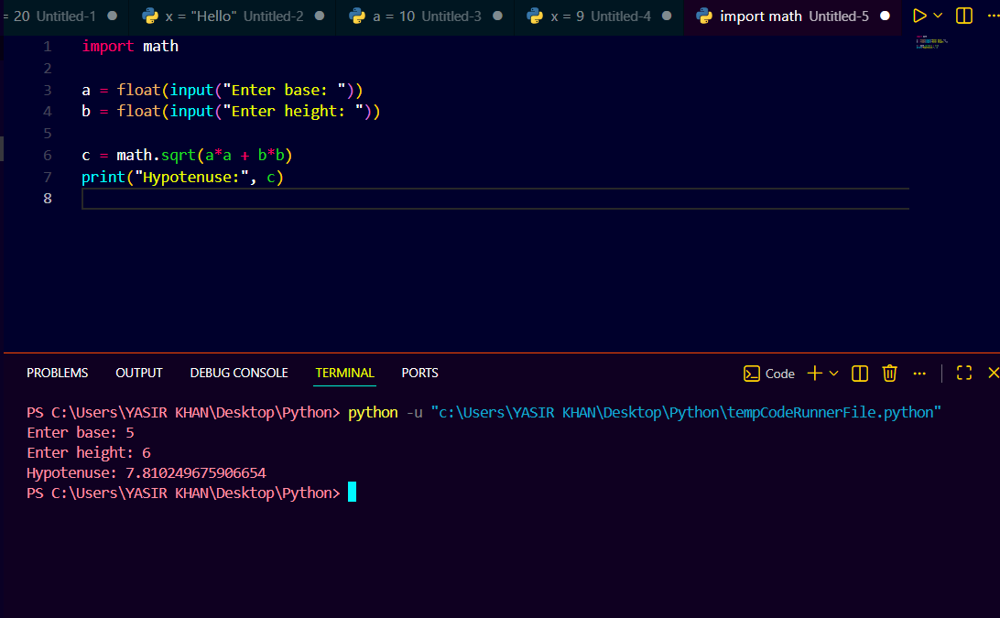 = 20 Untitled-1 x = "Hello" Untitled-2 a = 10 Untitled-3 x = 9 Untitled-4 import math Untitled-5
1 import math
2
3 a = float(input("Enter base: "))
4 b = float(input("Enter height: "))
5
6 c = math.sqrt(a*a + b*b)
7 print("Hypotenuse:", c)
8
PROBLEMS OUTPUT DEBUG CONSOLE TERMINAL PORTS Code
PS C:\Users\YASIR KHAN\Desktop\Python> python -u "c:\Users\YASIR KHAN\Desktop\Python\tempCodeRunnerFile.python"
Enter base: 5
Enter height: 6
Hypotenuse: 7.810249675906654
PS C:\Users\YASIR KHAN\Desktop\Python>